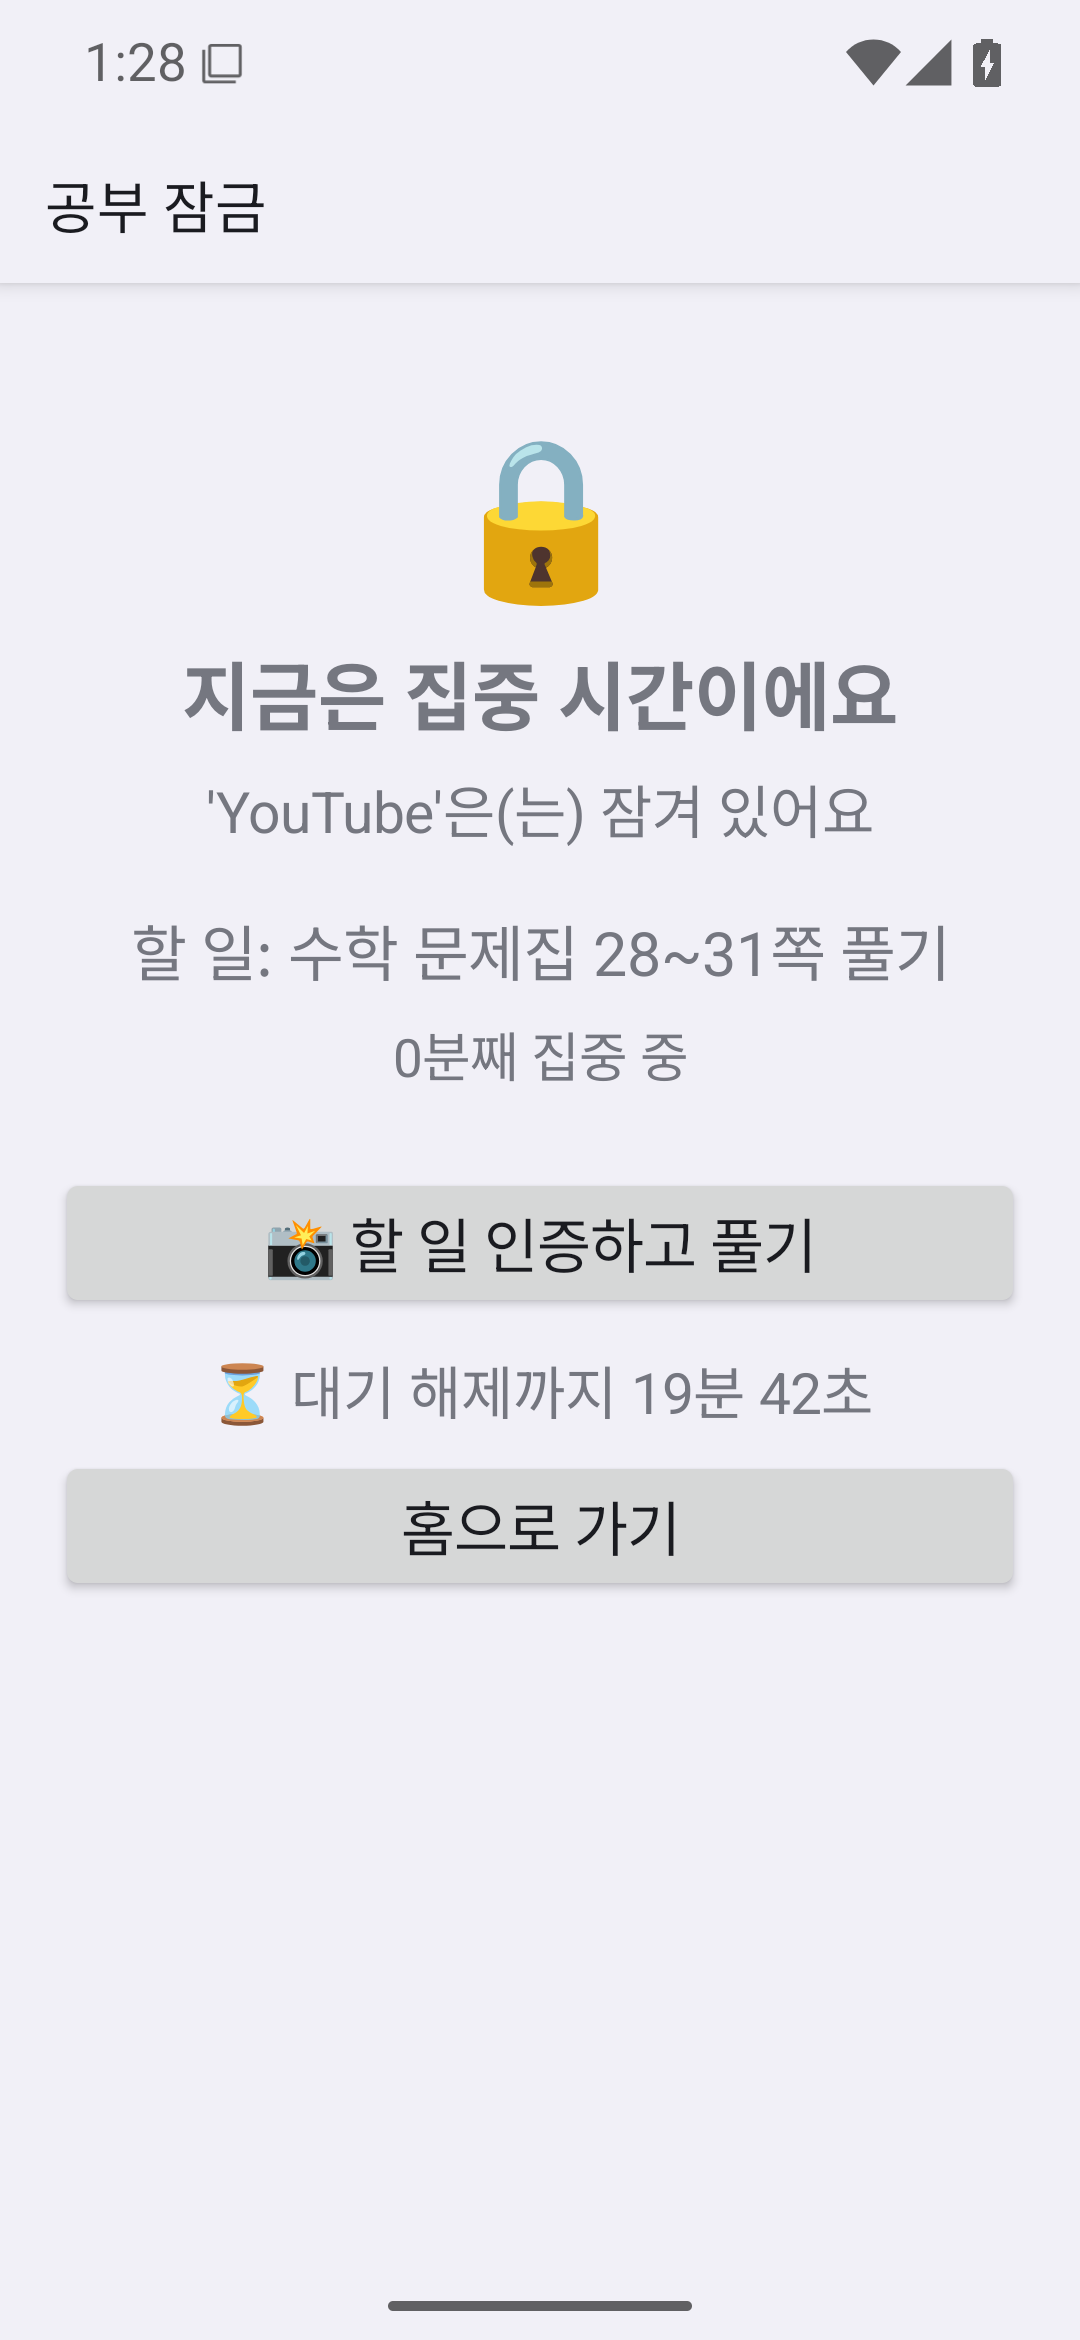 1:28
공부 잠금
지금은 집중 시간이에요
'YouTube'은(는) 잠겨 있어요
할 일: 수학 문제집 28~31쪽 풀기
0분째 집중 중
📸 할 일 인증하고 풀기
⏳ 대기 해제까지 19분 42초
홈으로 가기